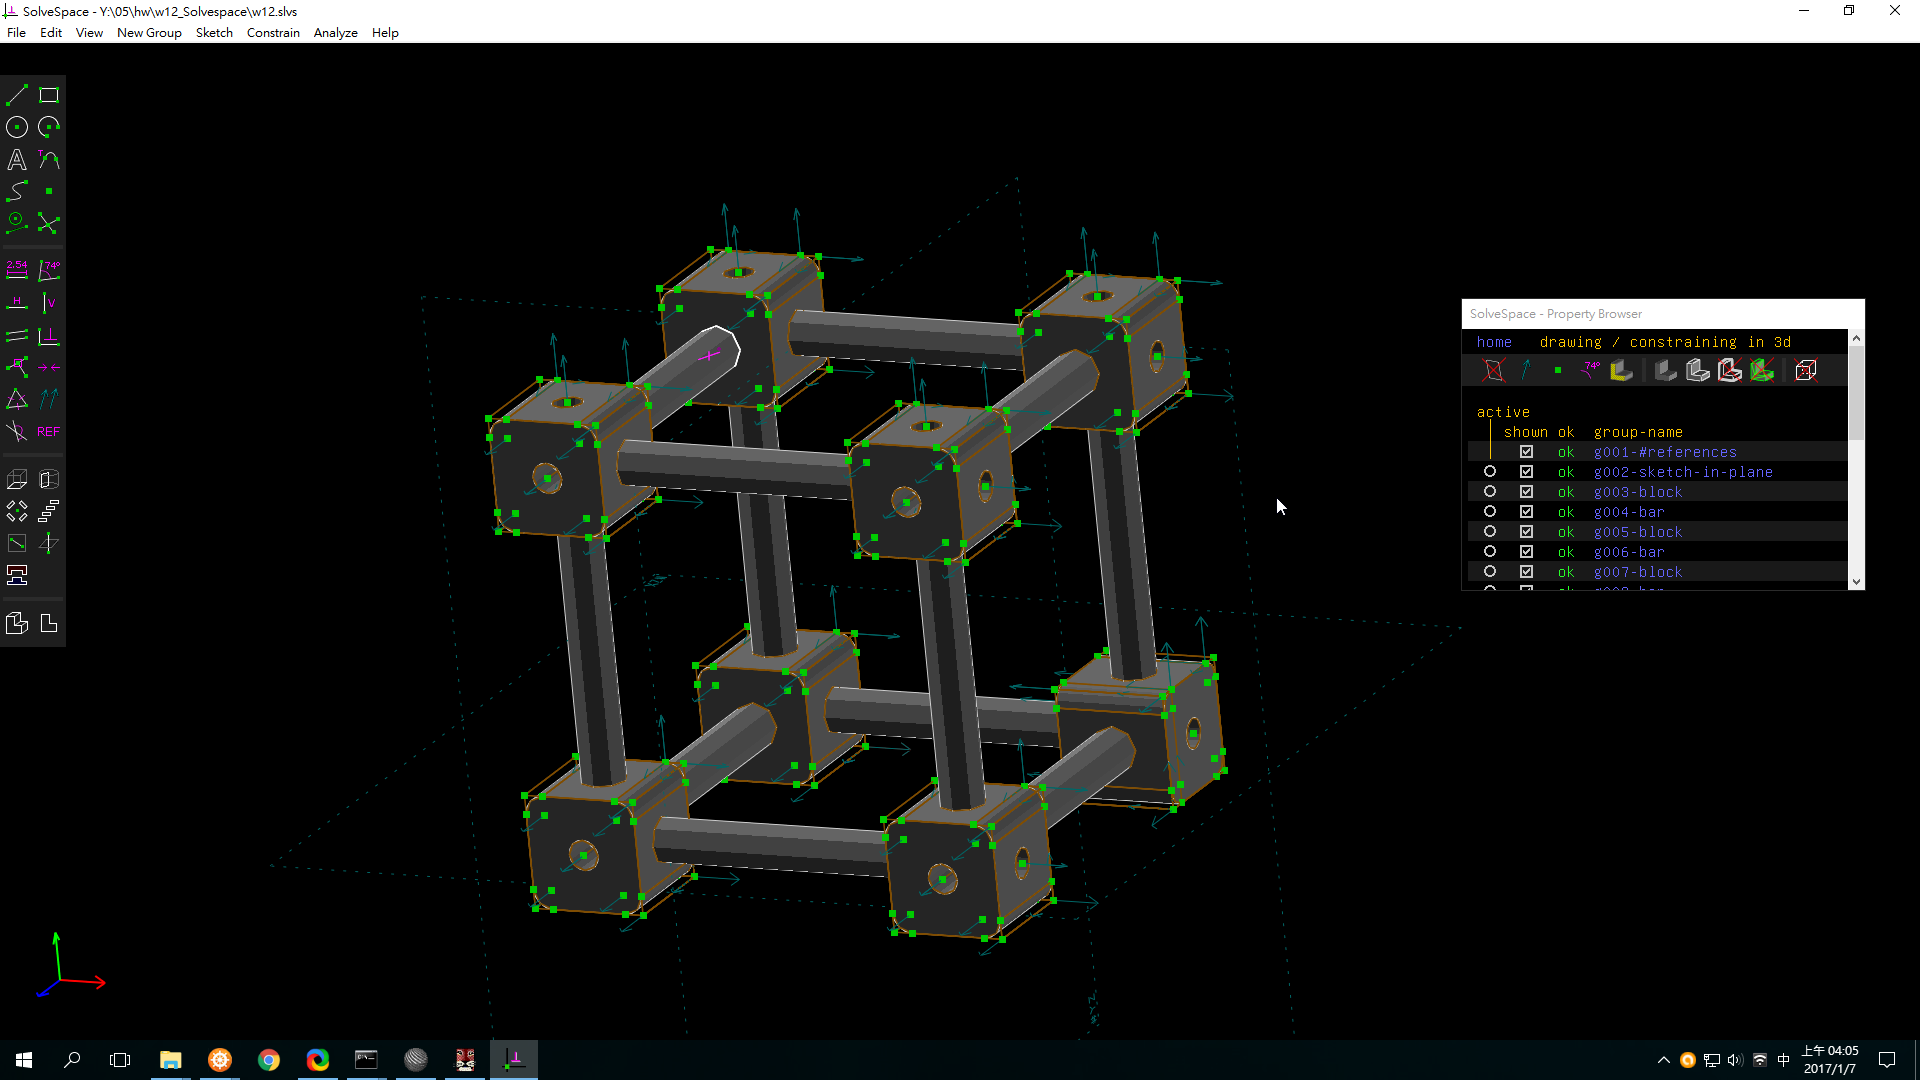 SolveSpace - Y:\05\hw\w12_Solvespace\w12.slvs
File Edit View New Group Sketch Constrain Analyze Help
A T
2.54 74°
H V
REF
SolveSpace - Property Browser
home drawing / constraining in 3d
74°
active
shown ok group-name
ok g001-#references
ok g002-sketch-in-plane
ok g003-block
ok g004-bar
ok g005-block
ok g006-bar
ok g007-block
中
上午 04:05
2017/1/7